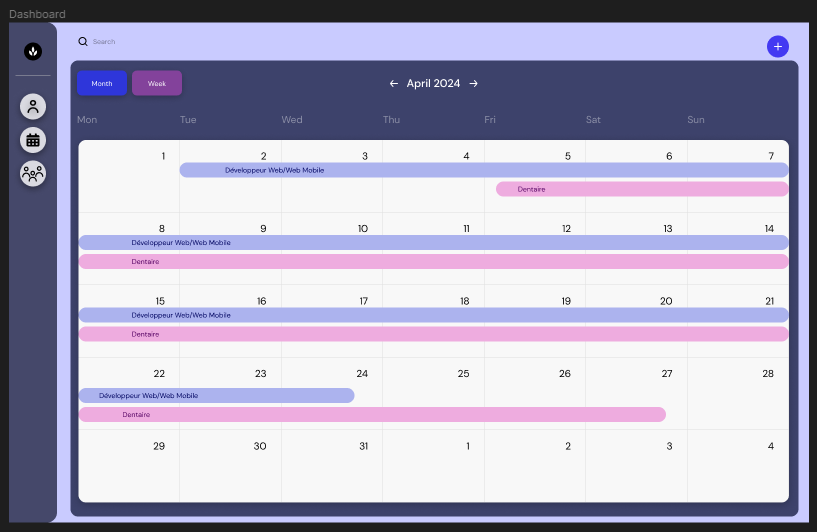 Dashboard
Search
+
Month Week
← April 2024 →
Mon Tue Wed Thu Fri Sat Sun
1 2 3 4 5 6 7
Développeur Web/Web Mobile
Dentaire
8 9 10 11 12 13 14
Développeur Web/Web Mobile
Dentaire
15 16 17 18 19 20 21
Développeur Web/Web Mobile
Dentaire
22 23 24 25 26 27 28
Développeur Web/Web Mobile
Dentaire
29 30 31 1 2 3 4